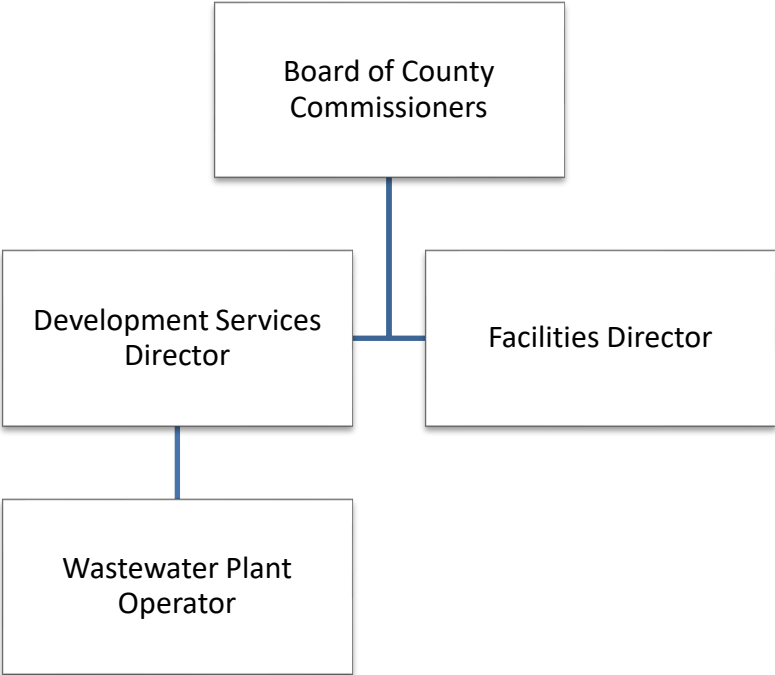 Board of County
Commissioners
Development Services
Director
Facilities Director
Wastewater Plant
Operator